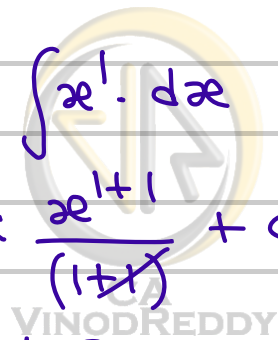 ∫ x¹ . dx
x¹⁺¹ / (1+1) +
CA
VINODREDDY